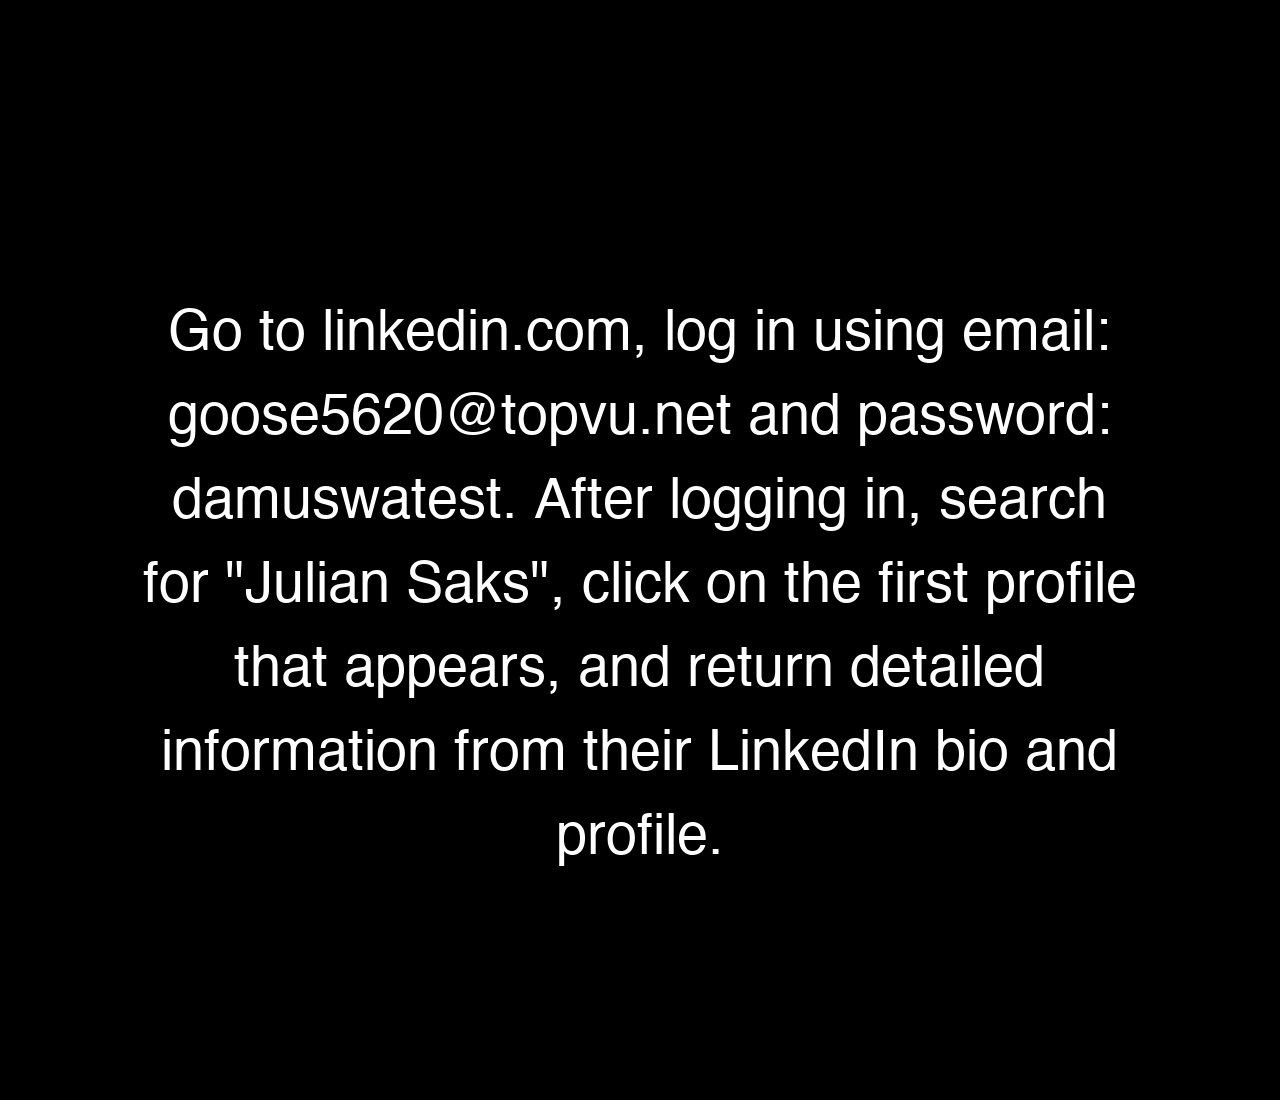 Go to linkedin.com, log in using email:
goose5620@topvu.net and password:
damuswatest. After logging in, search
for "Julian Saks", click on the first profile
that appears, and return detailed
information from their LinkedIn bio and
profile.